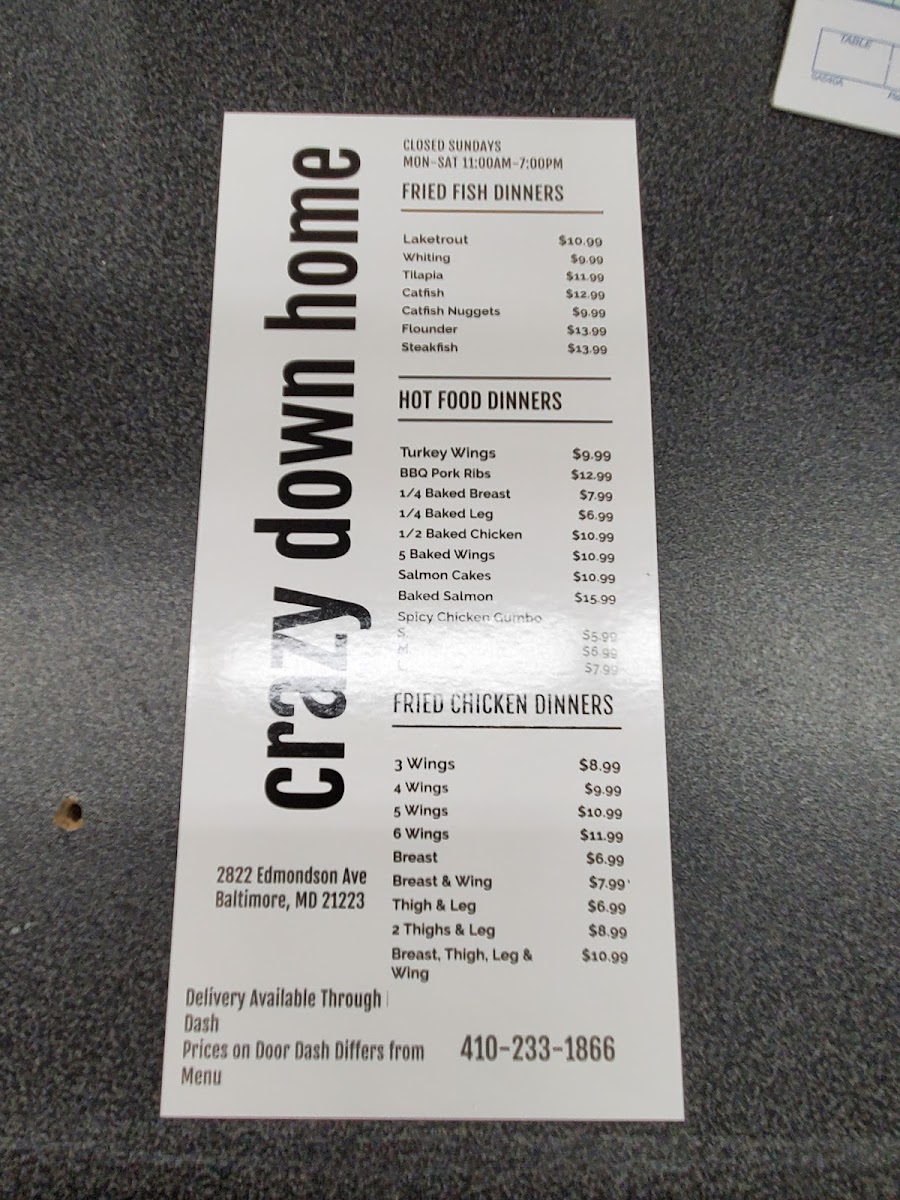 TABLE
crazy down home
CLOSED SUNDAYS
MON-SAT 11:00AM-7:00PM
FRIED FISH DINNERS
Laketrout $10.99
Whiting $9.99
Tilapia $11.99
Catfish $12.99
Catfish Nuggets $9.99
Flounder $13.99
Steakfish $13.99
HOT FOOD DINNERS
Turkey Wings $9.99
BBQ Pork Ribs $12.99
1/4 Baked Breast $7.99
1/4 Baked Leg $6.99
1/2 Baked Chicken $10.99
5 Baked Wings $10.99
Salmon Cakes $10.99
Baked Salmon $15.99
Spicy Chicken Gumbo
S. $5.99
M. $6.99
L. $7.99
FRIED CHICKEN DINNERS
3 Wings $8.99
4 Wings $9.99
5 Wings $10.99
6 Wings $11.99
Breast $6.99
Breast & Wing $7.99
Thigh & Leg $6.99
2 Thighs & Leg $8.99
Breast, Thigh, Leg & $10.99
Wing
2822 Edmondson Ave
Baltimore, MD 21223
Delivery Available Through
Dash
Prices on Door Dash Differs from
Menu
410-233-1866